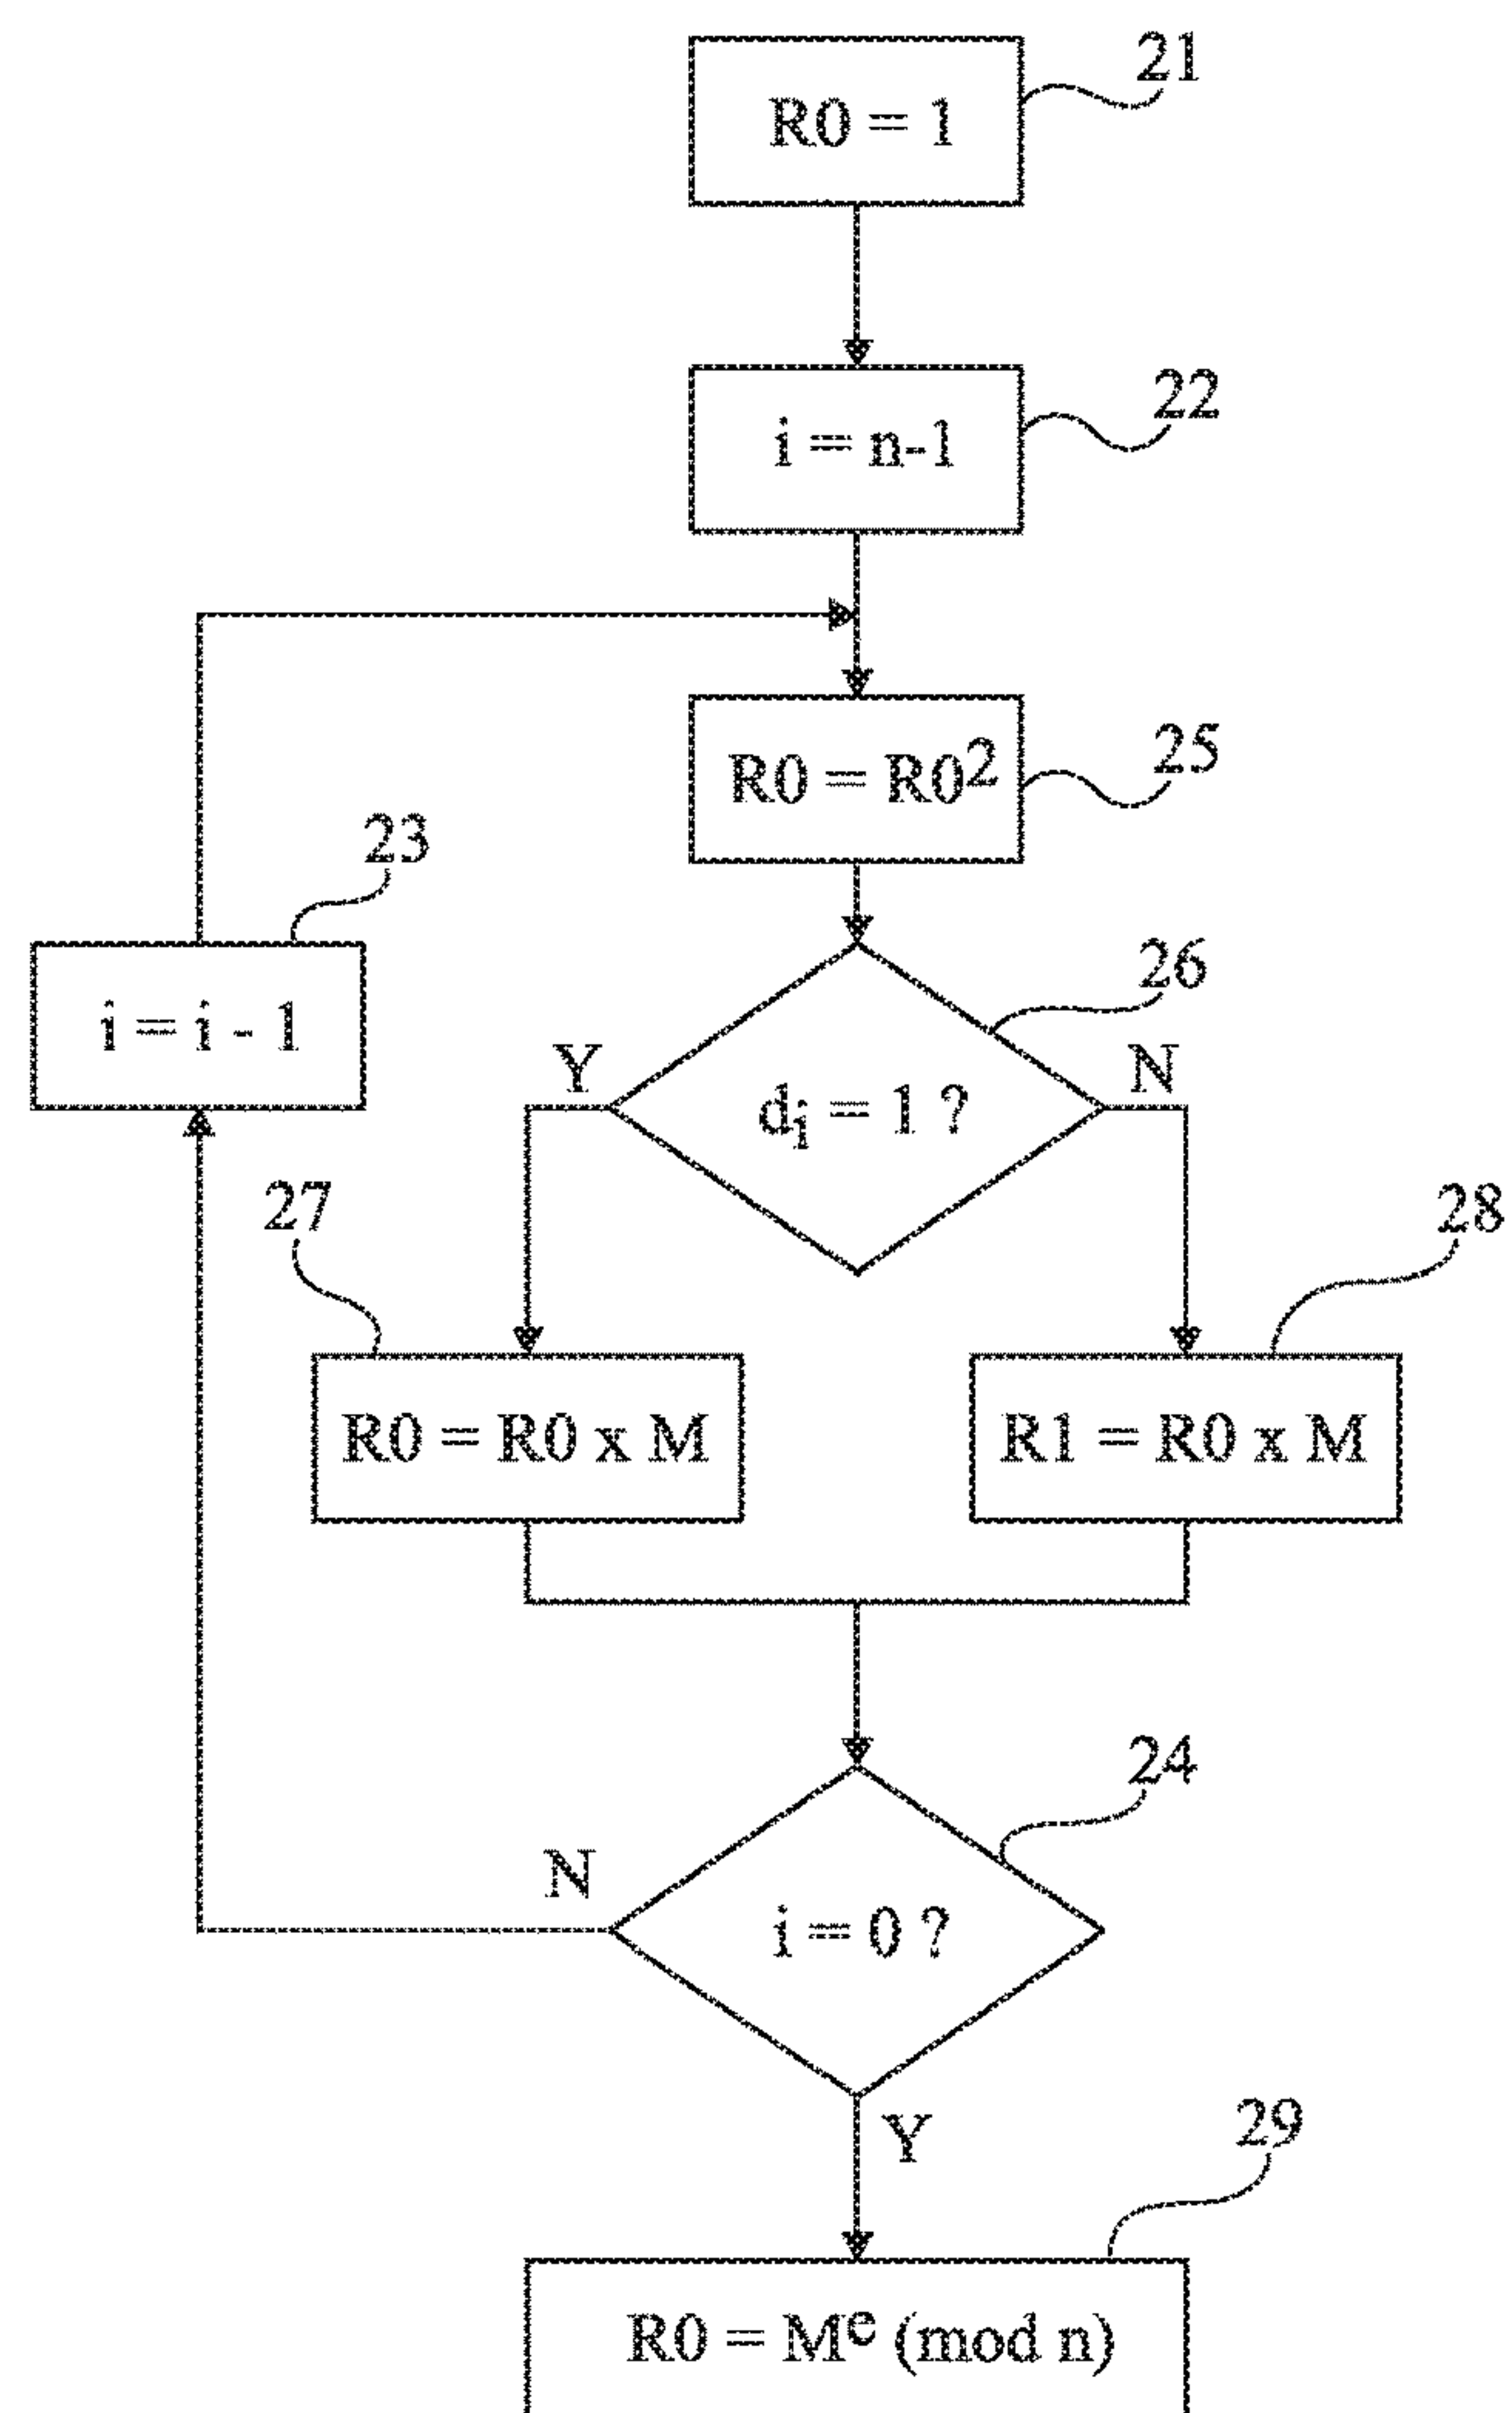 21
R0 = 1
22
i = n-1
25
R0 = R0²
23
i = i - 1
26
Y
N
dᵢ = 1 ?
27
28
R0 = R0 x M
R1 = R0 x M
24
N
i = 0 ?
Y
29
R0 = Mᵉ (mod n)